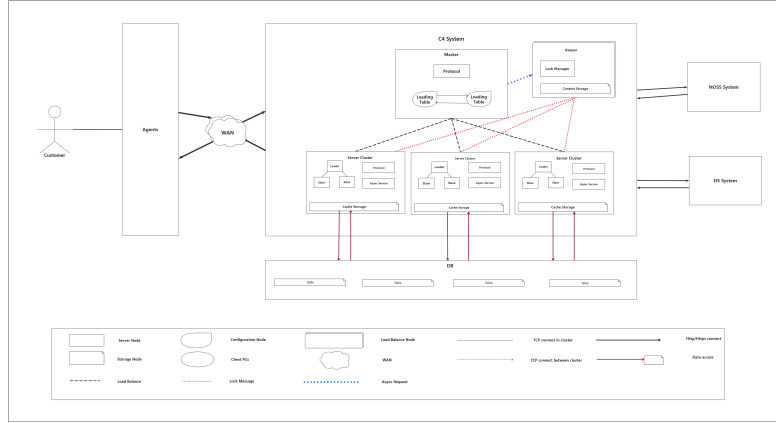 C4 System
Master
Keeper
Protocol
Lock Manager
Leading
Table
Leading
Table
Context Storage
NOSS System
Agents
WAN
Customer
Server Cluster
Leader
Protocol
Slave
Slave
Async Service
Cache Storage
Server Cluster
Leader
Protocol
Slave
Slave
Async Service
Cache Storage
Server Cluster
Leader
Protocol
Slave
Slave
Async Service
Cache Storage
DS System
DB
Table
Table
Table
Table
Server Node
Configuration Node
Load Balance Node
TCP connect in cluster
Http/Https connect
Storage Node
Client PCs
WAN
TCP connect between cluster
Data access
Load Balance
Lock Message
Async Request